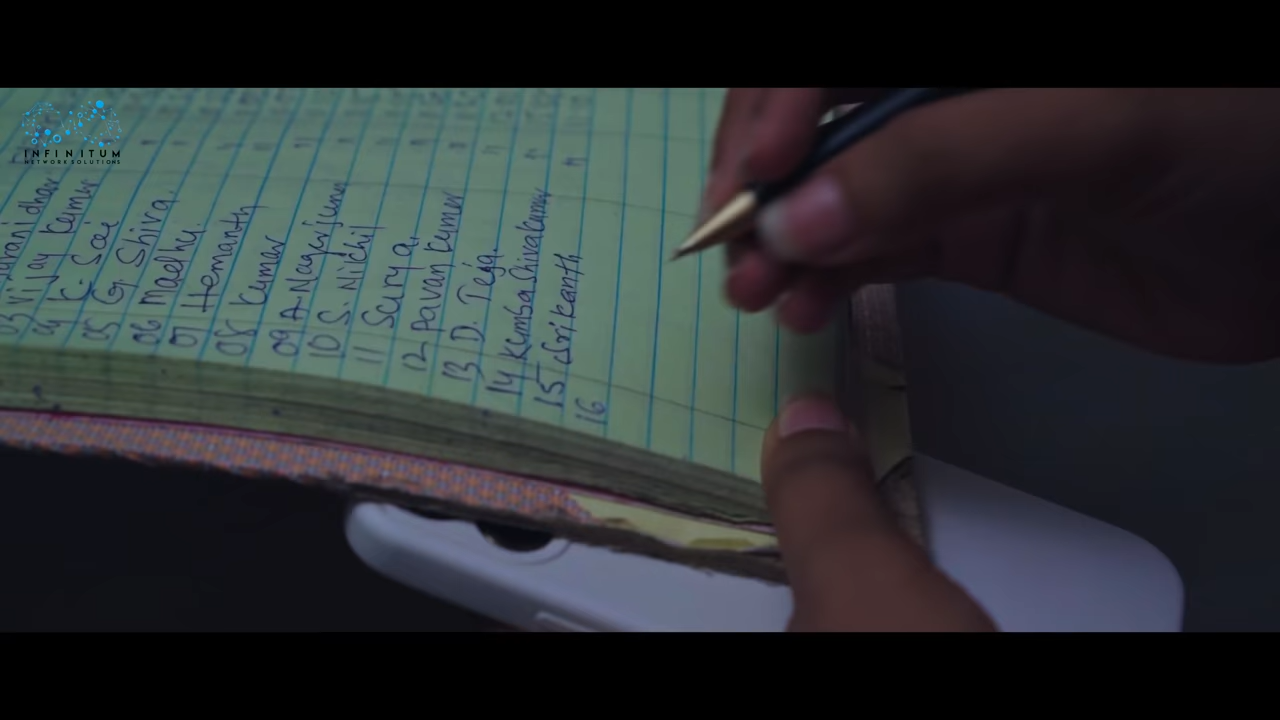 INFINITUM
NETWORK SOLUTIONS
03
04 Vijay Kumar
05 K. Sai
06 G Shiva.
07 Madhu.
08 Hemanth
09 Kumar
10 A. Nagarjuna
11 S. Nichil
12 Surya.
13 Pavan Kumar
14 D. Teja.
15 Kumba Shivakumar
16 Srikanth